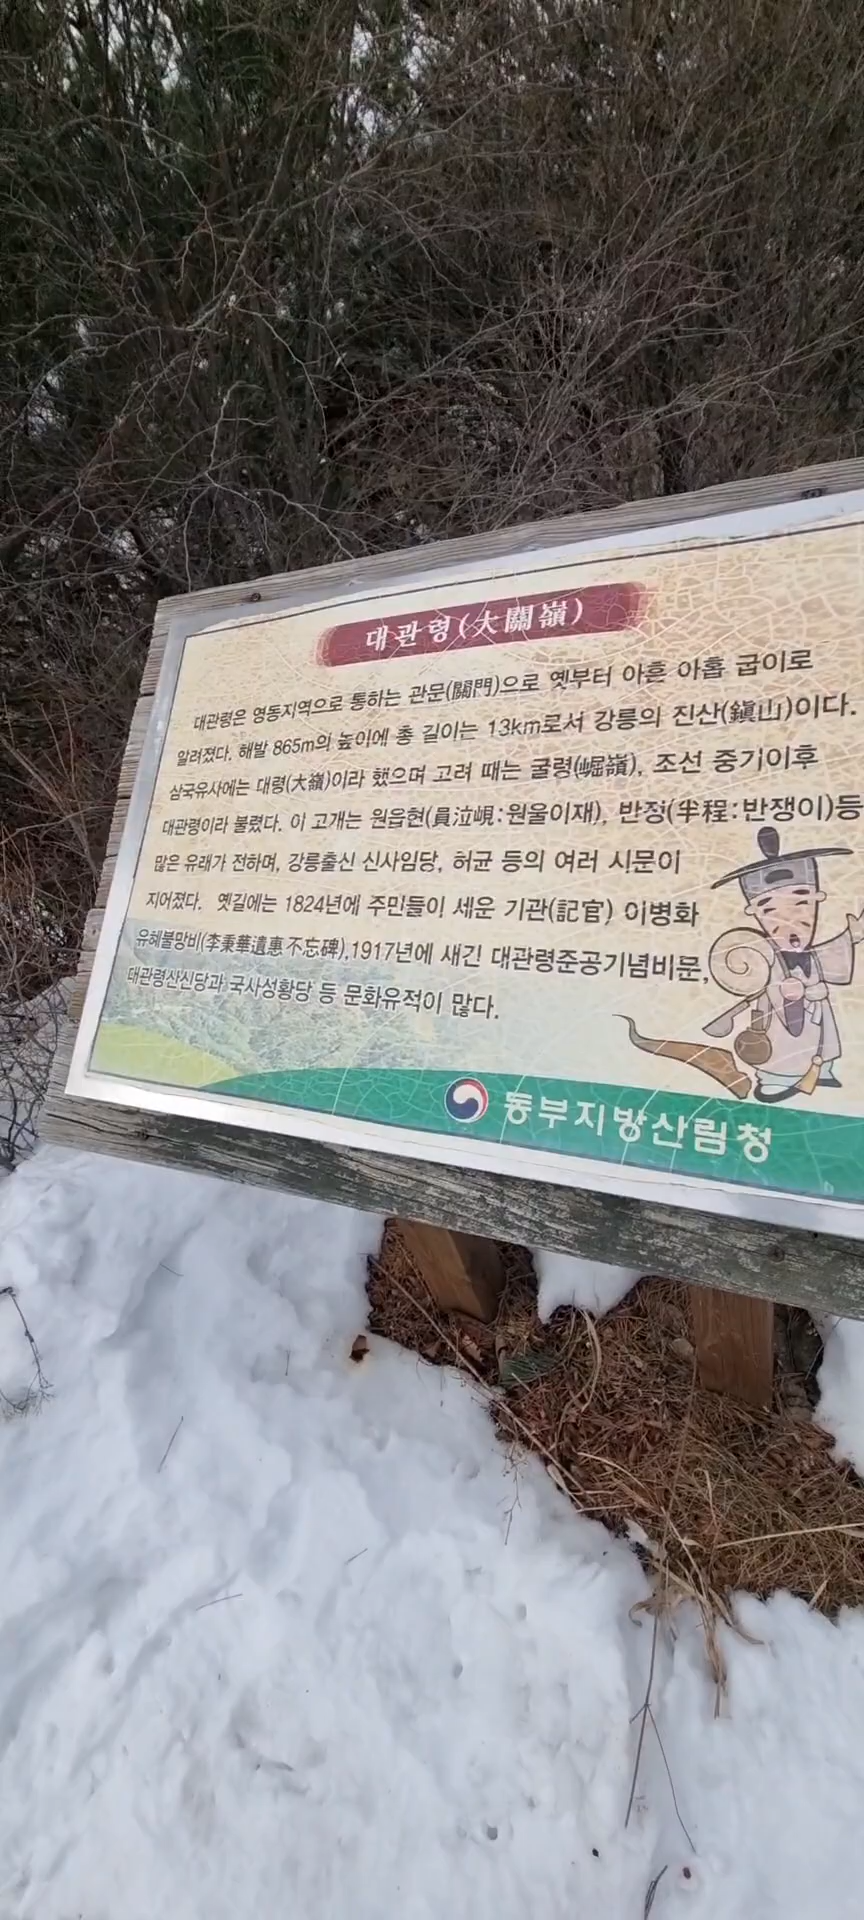 대관령(大關嶺)
대관령은 영동지역으로 통하는 관문(關門)으로 옛부터 아흔 아홉 굽이로
알려졌다. 해발 865m의 높이에 총 길이는 13km로서 강릉의 진산(鎭山)이다.
삼국유사에는 대령(大嶺)이라 했으며 고려 때는 굴령(崛嶺), 조선 중기이후
대관령이라 불렸다. 이 고개는 원읍현(員泣峴:원울이재), 반정(半程:반쟁이)등
많은 유래가 전하며, 강릉출신 신사임당, 허균 등의 여러 시문이
지어졌다. 옛길에는 1824년에 주민들이 세운 기관(記官) 이병화
유혜불망비(李秉華遺惠不忘碑),1917년에 새긴 대관령준공기념비문,
대관령산신당과 국사성황당 등 문화유적이 많다.
동부지방산림청